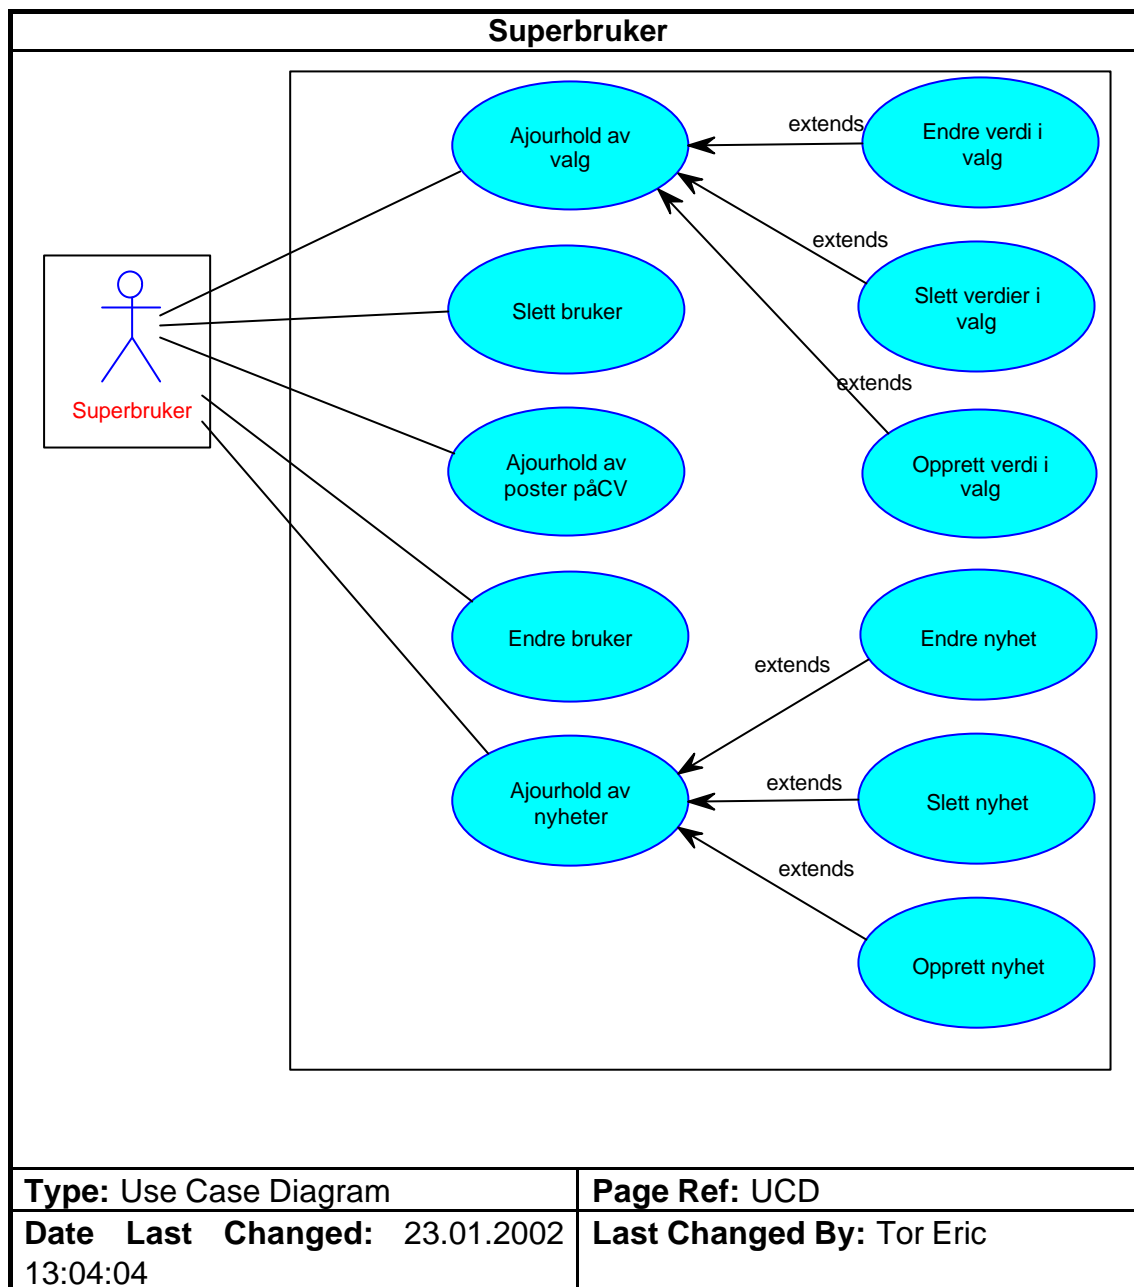 Superbruker
Ajourhold av
valg
extends
Endre verdi i
valg
extends
Slett bruker
Slett verdier i
valg
Superbruker
extends
Ajourhold av
poster påCV
Opprett verdi i
valg
Endre bruker
Endre nyhet
extends
Ajourhold av
nyheter
extends
Slett nyhet
extends
Opprett nyhet
Type: Use Case Diagram
Page Ref: UCD
Date Last Changed: 23.01.2002
13:04:04
Last Changed By: Tor Eric